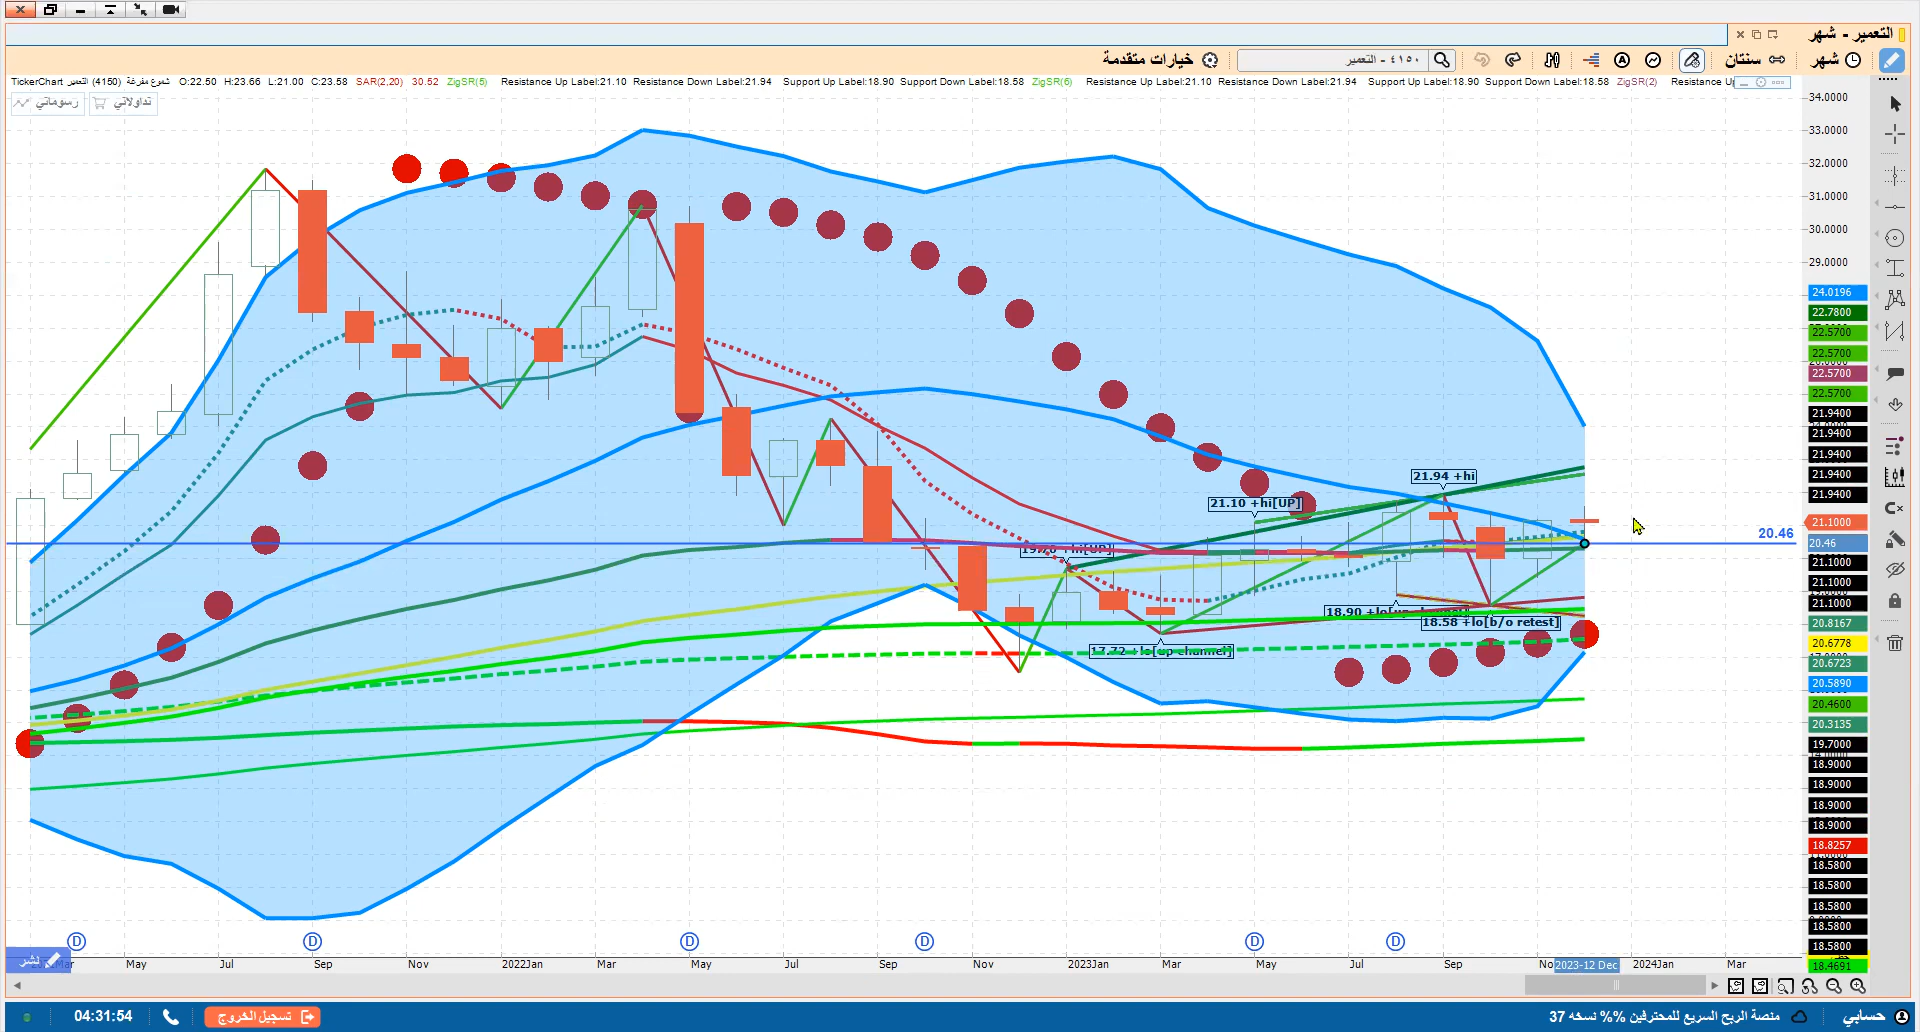 التعمير - شهر
شهر
سنتان
٤١٥٠ - التعمير
خيارات متقدمة
TickerChart شموع مفرغة (4150) التعمير O:22.50 H:23.66 L:21.00 C:23.58 SAR(2,20) 30.52 ZigSR(5) Resistance Up Label:21.10 Resistance Down Label:21.94 Support Up Label:18.90 Support Down Label:18.58 ZigSR(6) Resistance Up Label:21.10 Resistance Down Label:21.94 Support Up Label:18.90 Support Down Label:18.58 ZigSR(2)
رسوماتي
تداولاتي
34.0000
33.0000
32.0000
31.0000
30.0000
29.0000
24.0196
22.7800
22.5700
22.5700
22.5700
22.5700
21.9400
21.9400
21.9400
21.9400
21.9400
21.1000
20.46
21.1000
21.1000
21.1000
20.8167
20.6778
20.6723
20.5890
20.4600
20.3135
19.7000
18.9000
18.9000
18.9000
18.9000
18.8257
18.5800
18.5800
18.5800
18.5800
18.5800
18.4691
21.94 +hi
21.10 +hi[UP]
20.46
19.70 +hi[UP]
18.58 +lo[b/o retest]
17.72 +lo[up channel]
D D D D D D
نشر
May Jul Sep Nov 2022Jan Mar May Jul Sep Nov 2023Jan Mar May Jul Sep 2023-12 Dec 2024Jan Mar
04:31:54
تسجيل الخروج
منصة الربح السريع للمحترفين %% نسخه 37
حسابي